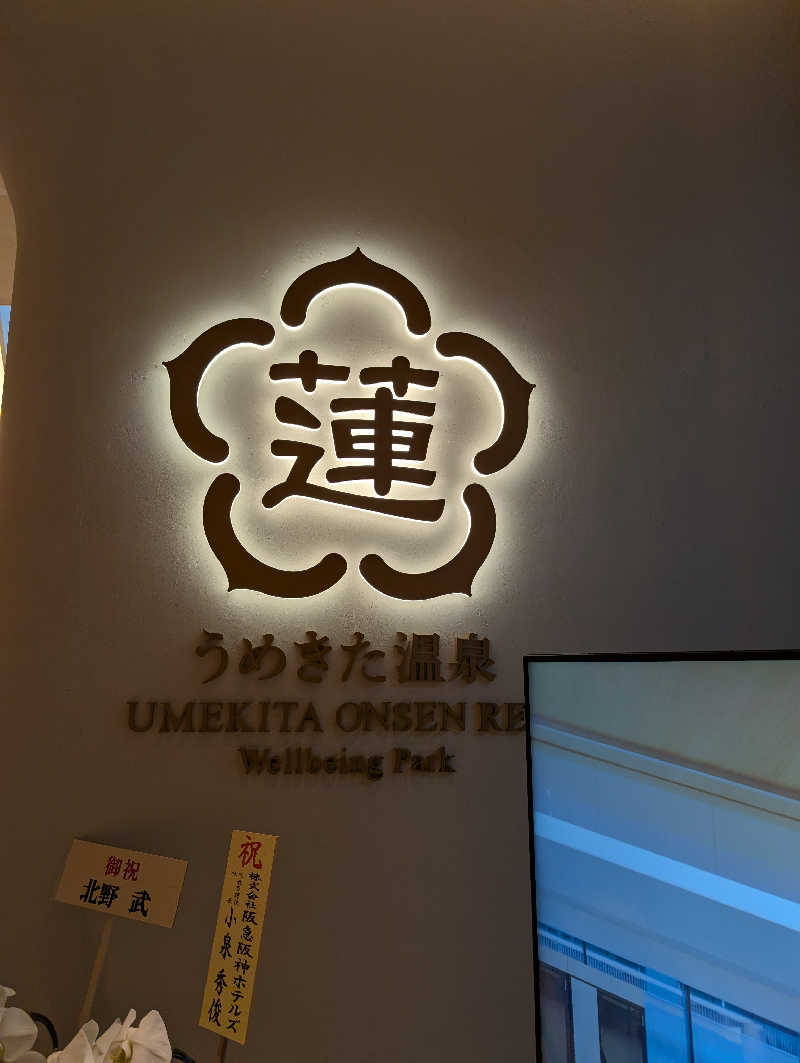 蓮
うめきた温泉
UMEKITA ONSEN RE
Wellbeing Park
御祝
北野 武
祝
株式会社阪急阪神ホテルズ
小泉秀俊